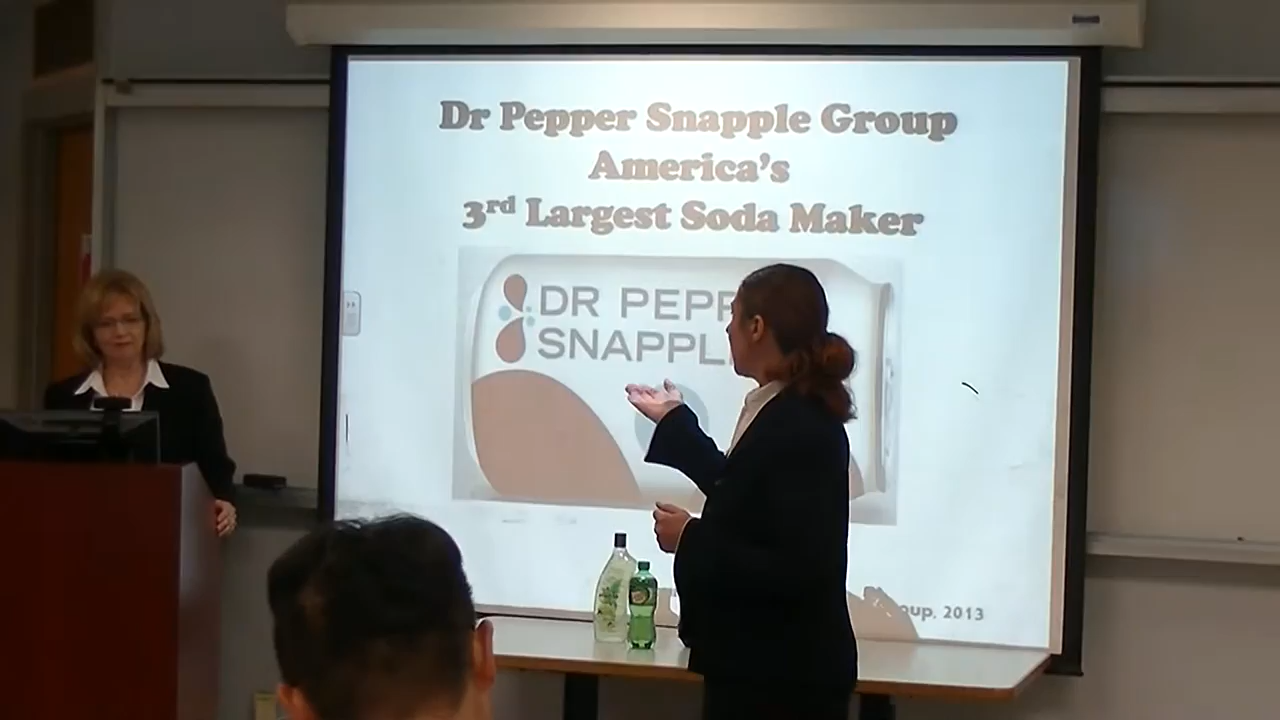 Dr Pepper Snapple Group
America's
3rd Largest Soda Maker
DR PEPP
SNAPPL
oup, 2013